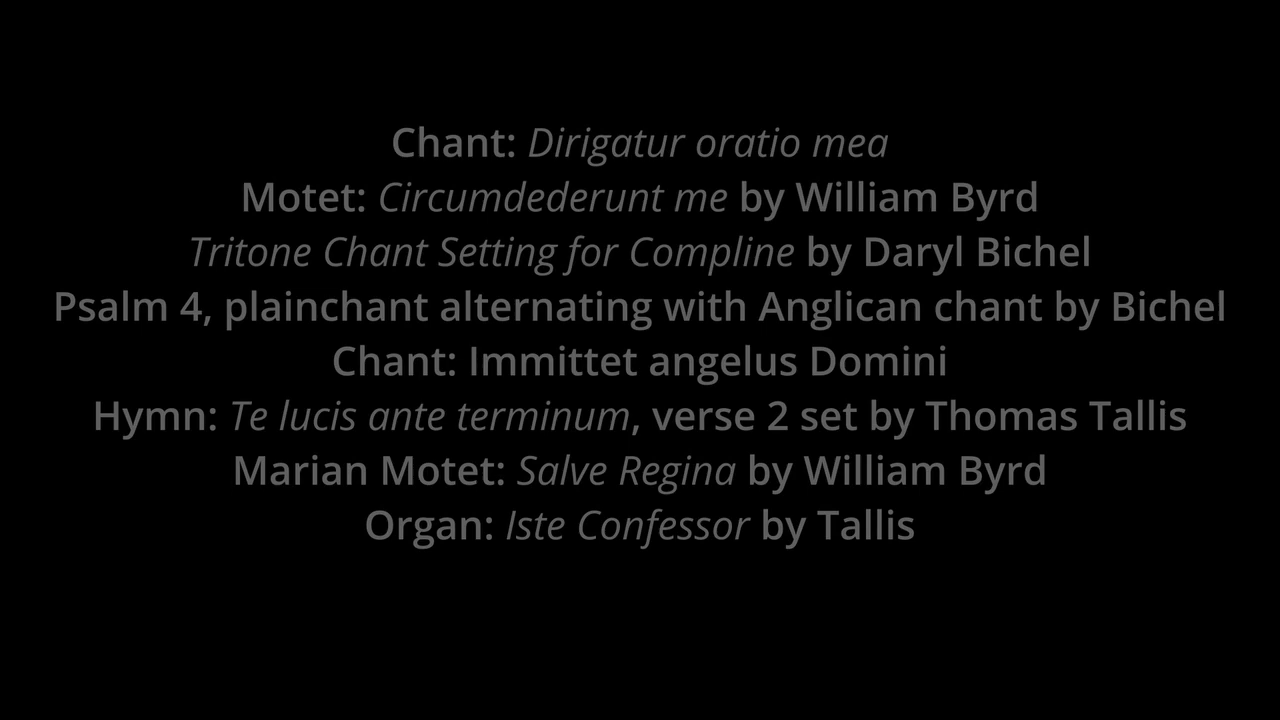 Chant: Dirigatur oratio mea
Motet: Circumdederunt me by William Byrd
Tritone Chant Setting for Compline by Daryl Bichel
Psalm 4, plainchant alternating with Anglican chant by Bichel
Chant: Immittet angelus Domini
Hymn: Te lucis ante terminum, verse 2 set by Thomas Tallis
Marian Motet: Salve Regina by William Byrd
Organ: Iste Confessor by Tallis